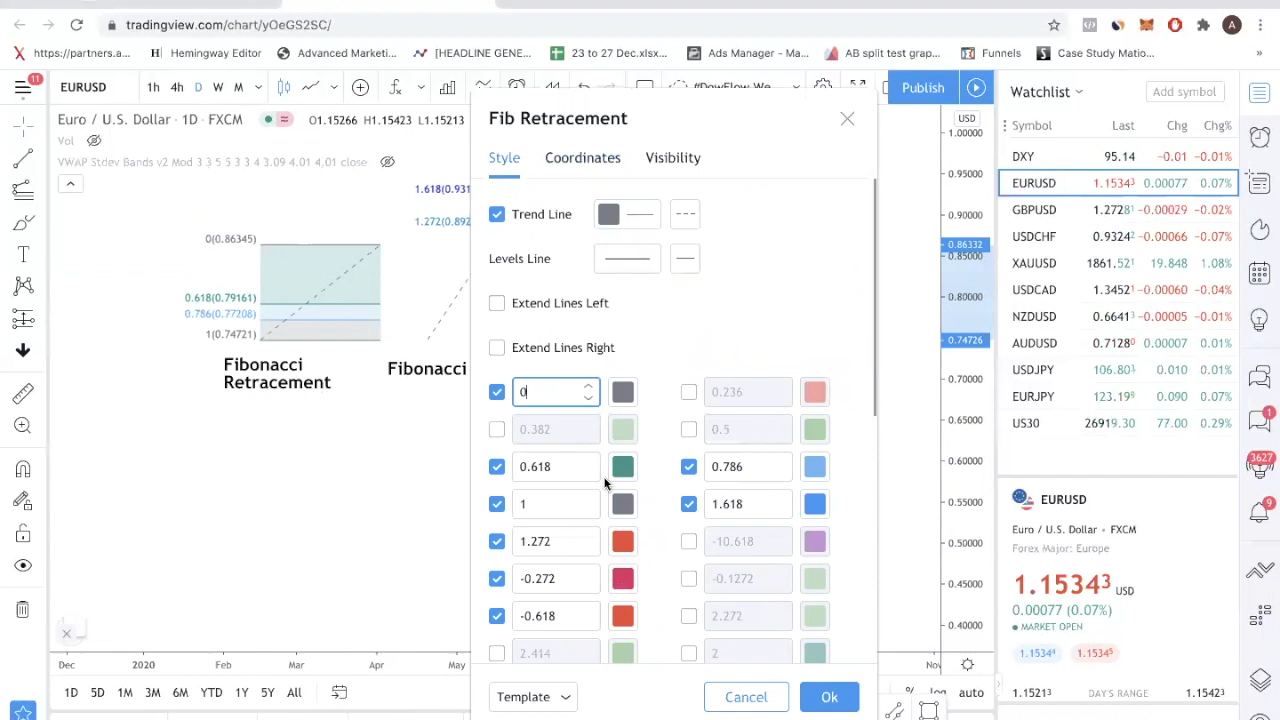 tradingview.com/chart/yOeGS2SC/
A
https://partners.a...
Hemingway Editor
Advanced Marketi...
[HEADLINE GENE...
23 to 27 Dec.xlsx...
Ads Manager - Ma...
AB split test graph...
Funnels
Case Study Matio...
»
11
EURUSD
1h 4h D W M
Publish
Euro / U.S. Dollar · 1D · FXCM
O1.15266 H1.15423 L1.15213
Vol
VWAP Stdev Bands v2 Mod 3 3 5 5 3 3 4 3.09 4.01 4.01 close
1.618(0.931
1.272(0.892
0(0.86345)
0.618(0.79161)
0.786(0.77208)
1(0.74721)
Fibonacci
Retracement
Fibonacci
Dec 2020 Feb Mar Apr May
1D 5D 1M 3M 6M YTD 1Y 5Y All
Fib Retracement
Style Coordinates Visibility
Trend Line
Levels Line
Extend Lines Left
Extend Lines Right
0 0.236
0.382 0.5
0.618 0.786
1 1.618
1.272 -10.618
-0.272 -0.1272
-0.618 2.272
2.414 2
Template
Cancel
Ok
USD
1.00000
0.95000
0.90000
0.86332
0.85000
0.80000
0.74726
0.70000
0.65000
0.60000
0.55000
0.50000
0.45000
0.40000
Nov
% log auto
Watchlist
Add symbol
Symbol Last Chg Chg%
DXY 95.14 −0.01 −0.01%
EURUSD 1.15343 0.00077 0.07%
GBPUSD 1.27281 −0.00029 −0.02%
USDCHF 0.93242 −0.00066 −0.07%
XAUUSD 1861.521 19.848 1.08%
USDCAD 1.34521 −0.00060 −0.04%
NZDUSD 0.66413 −0.00005 −0.01%
AUDUSD 0.71280 0.00007 0.01%
USDJPY 106.803 0.010 0.01%
EURJPY 123.199 0.090 0.07%
US30 26919.30 77.00 0.29%
EURUSD
Euro / U.S. Dollar • FXCM
Forex Major: Europe
1.15343 USD
0.00077 (0.07%)
MARKET OPEN
1.15344 1.15345
1.15213 DAY'S RANGE 1.15423
1
3627
9